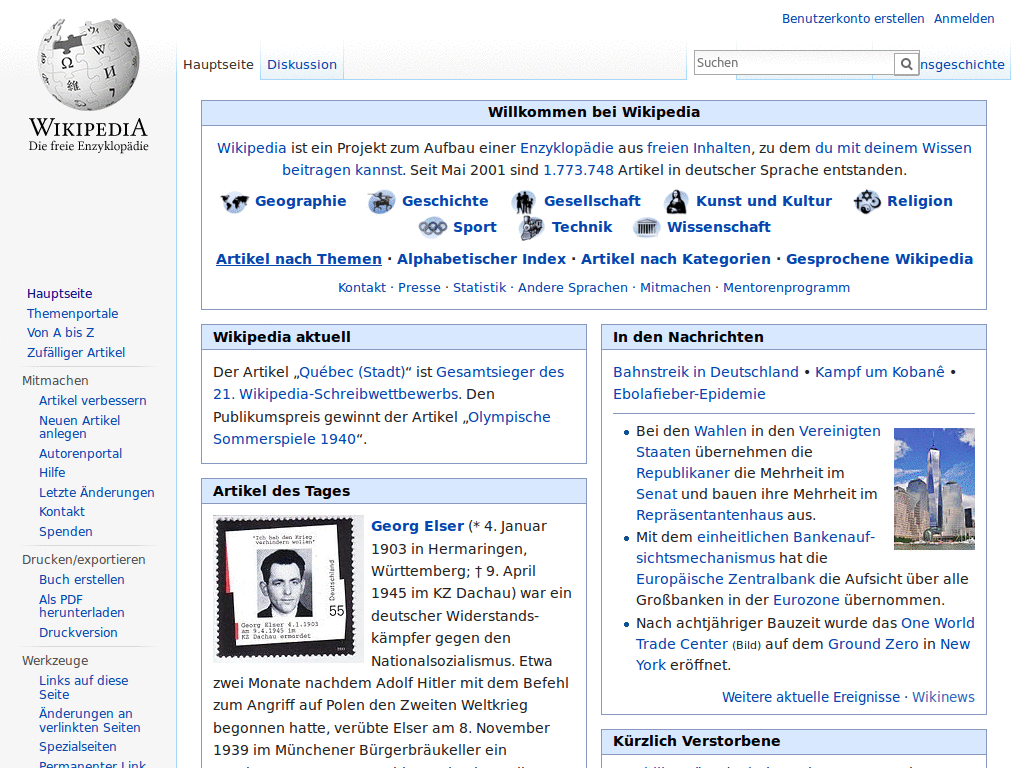 Benutzerkonto erstellen Anmelden
WIKIPEDIA
Die freie Enzyklopädie
Hauptseite Diskussion
Suchen
nsgeschichte
Hauptseite
Themenportale
Von A bis Z
Zufälliger Artikel
Mitmachen
Artikel verbessern
Neuen Artikel
anlegen
Autorenportal
Hilfe
Letzte Änderungen
Kontakt
Spenden
Drucken/exportieren
Buch erstellen
Als PDF
herunterladen
Druckversion
Werkzeuge
Links auf diese
Seite
Änderungen an
verlinkten Seiten
Spezialseiten
Permanenter Link
Willkommen bei Wikipedia
Wikipedia ist ein Projekt zum Aufbau einer Enzyklopädie aus freien Inhalten, zu dem du mit deinem Wissen
beitragen kannst. Seit Mai 2001 sind 1.773.748 Artikel in deutscher Sprache entstanden.
Geographie Geschichte Gesellschaft Kunst und Kultur Religion
Sport Technik Wissenschaft
Artikel nach Themen · Alphabetischer Index · Artikel nach Kategorien · Gesprochene Wikipedia
Kontakt · Presse · Statistik · Andere Sprachen · Mitmachen · Mentorenprogramm
Wikipedia aktuell
Der Artikel „Québec (Stadt)“ ist Gesamtsieger des
21. Wikipedia-Schreibwettbewerbs. Den
Publikumspreis gewinnt der Artikel „Olympische
Sommerspiele 1940“.
Artikel des Tages
"Ich hab den Krieg
verhindern wollen"
Deutschland
55
Georg Elser 4.1.1903
am 9.4.1945 im
KZ Dachau ermordet
Georg Elser (* 4. Januar
1903 in Hermaringen,
Württemberg; † 9. April
1945 im KZ Dachau) war ein
deutscher Widerstands-
kämpfer gegen den
Nationalsozialismus. Etwa
zwei Monate nachdem Adolf Hitler mit dem Befehl
zum Angriff auf Polen den Zweiten Weltkrieg
begonnen hatte, verübte Elser am 8. November
1939 im Münchener Bürgerbräukeller ein
In den Nachrichten
Bahnstreik in Deutschland • Kampf um Kobanê •
Ebolafieber-Epidemie
Bei den Wahlen in den Vereinigten
Staaten übernehmen die
Republikaner die Mehrheit im
Senat und bauen ihre Mehrheit im
Repräsentantenhaus aus.
Mit dem einheitlichen Bankenauf-
sichtsmechanismus hat die
Europäische Zentralbank die Aufsicht über alle
Großbanken in der Eurozone übernommen.
Nach achtjähriger Bauzeit wurde das One World
Trade Center (Bild) auf dem Ground Zero in New
York eröffnet.
Weitere aktuelle Ereignisse · Wikinews
Kürzlich Verstorbene